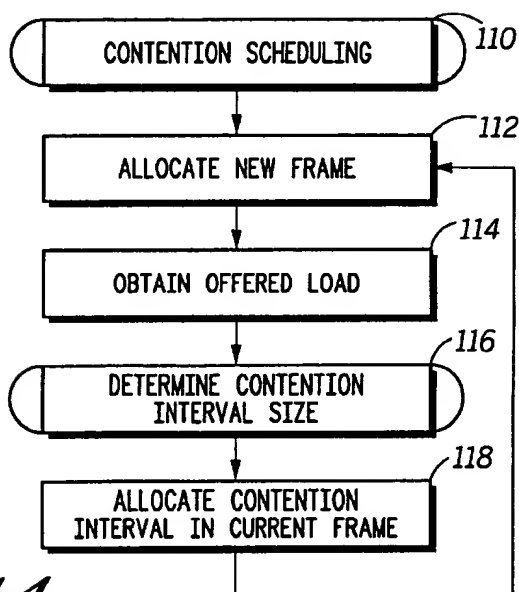 CONTENTION SCHEDULING
110
ALLOCATE NEW FRAME
112
OBTAIN OFFERED LOAD
114
DETERMINE CONTENTION
INTERVAL SIZE
116
ALLOCATE CONTENTION
INTERVAL IN CURRENT FRAME
118